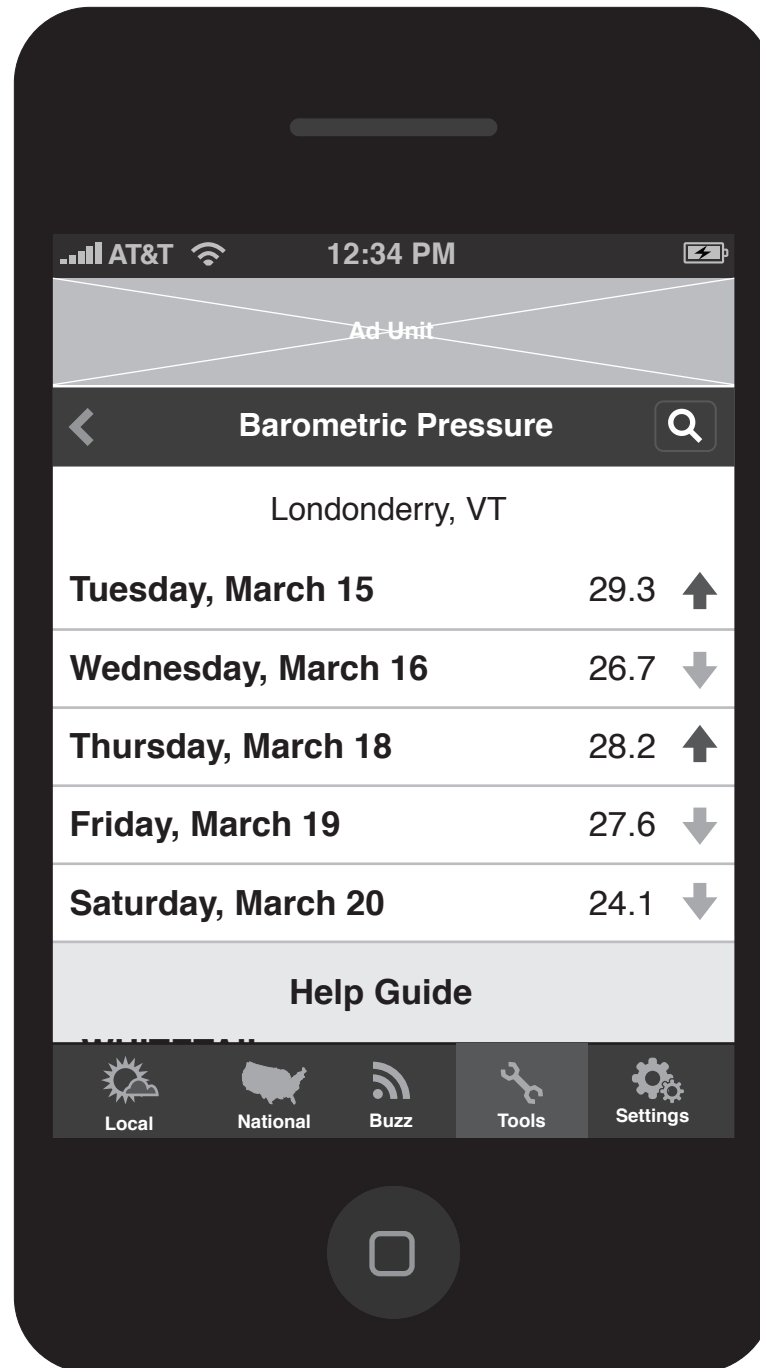 AT&T 12:34 PM
Ad Unit
Barometric Pressure
Londonderry, VT
Tuesday, March 15 29.3
Wednesday, March 16 26.7
Thursday, March 18 28.2
Friday, March 19 27.6
Saturday, March 20 24.1
Help Guide
Local National Buzz Tools Settings